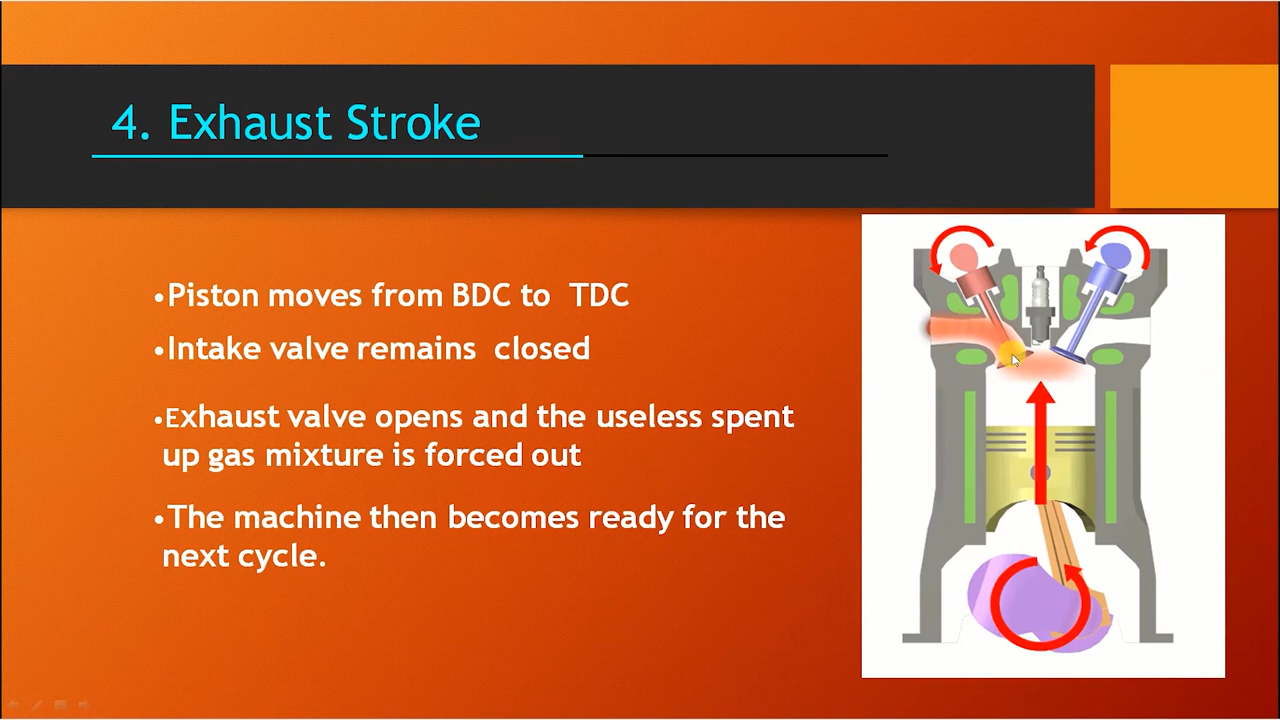 4. Exhaust Stroke
•Piston moves from BDC to  TDC
•Intake valve remains  closed
•Exhaust valve opens and the useless spent
up gas mixture is forced out
•The machine then becomes ready for the
next cycle.